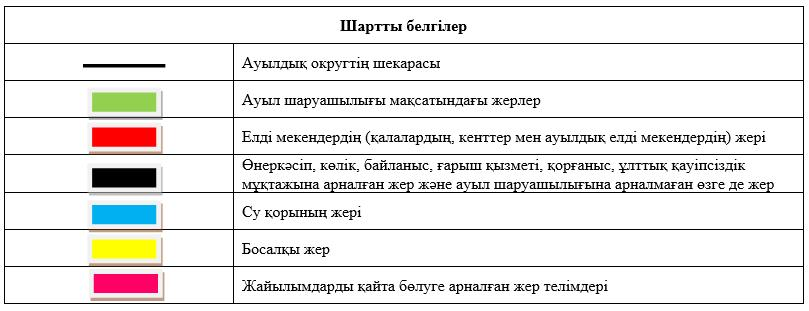 Шартты белгілер
Ауылдық округтің шекарасы
Ауыл шаруашылығы мақсатындағы жерлер
Елді мекендердің (қалалардың, кенттер мен ауылдық елді мекендердің) жері
Өнеркәсіп, көлік, байланыс, ғарыш қызметі, қорғаныс, ұлттық қауіпсіздік
мұқтажына арналған жер және ауыл шаруашылығына арналмаған өзге де жер
Су қорының жері
Босалқы жер
Жайылымдарды қайта бөлуге арналған жер телімдері